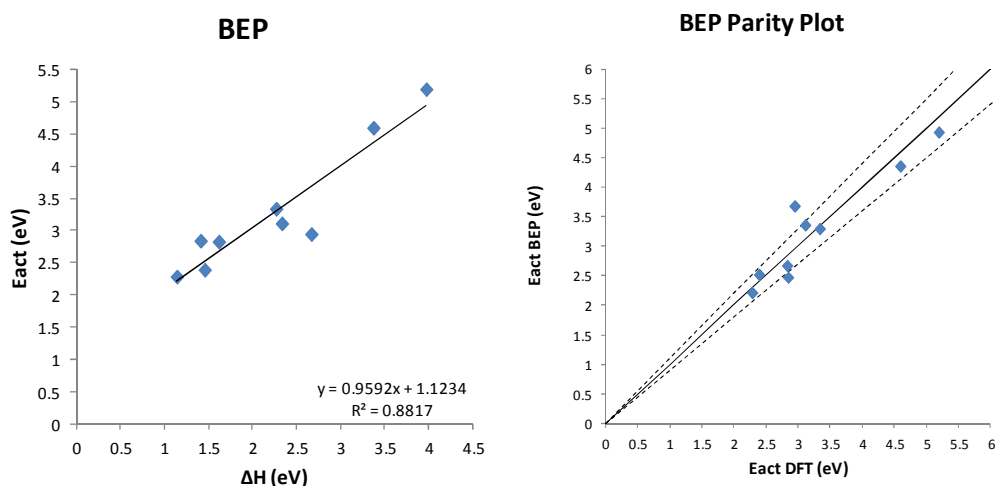 BEP
5.5
5
4.5
4
3.5
3
2.5
2
1.5
1
0.5
0
Eact (eV)
y = 0.9592x + 1.1234
R² = 0.8817
0 0.5 1 1.5 2 2.5 3 3.5 4 4.5
ΔH (eV)
BEP Parity Plot
6
5.5
5
4.5
4
3.5
3
2.5
2
1.5
1
0.5
0
Eact BEP (eV)
0 0.5 1 1.5 2 2.5 3 3.5 4 4.5 5 5.5 6
Eact DFT (eV)